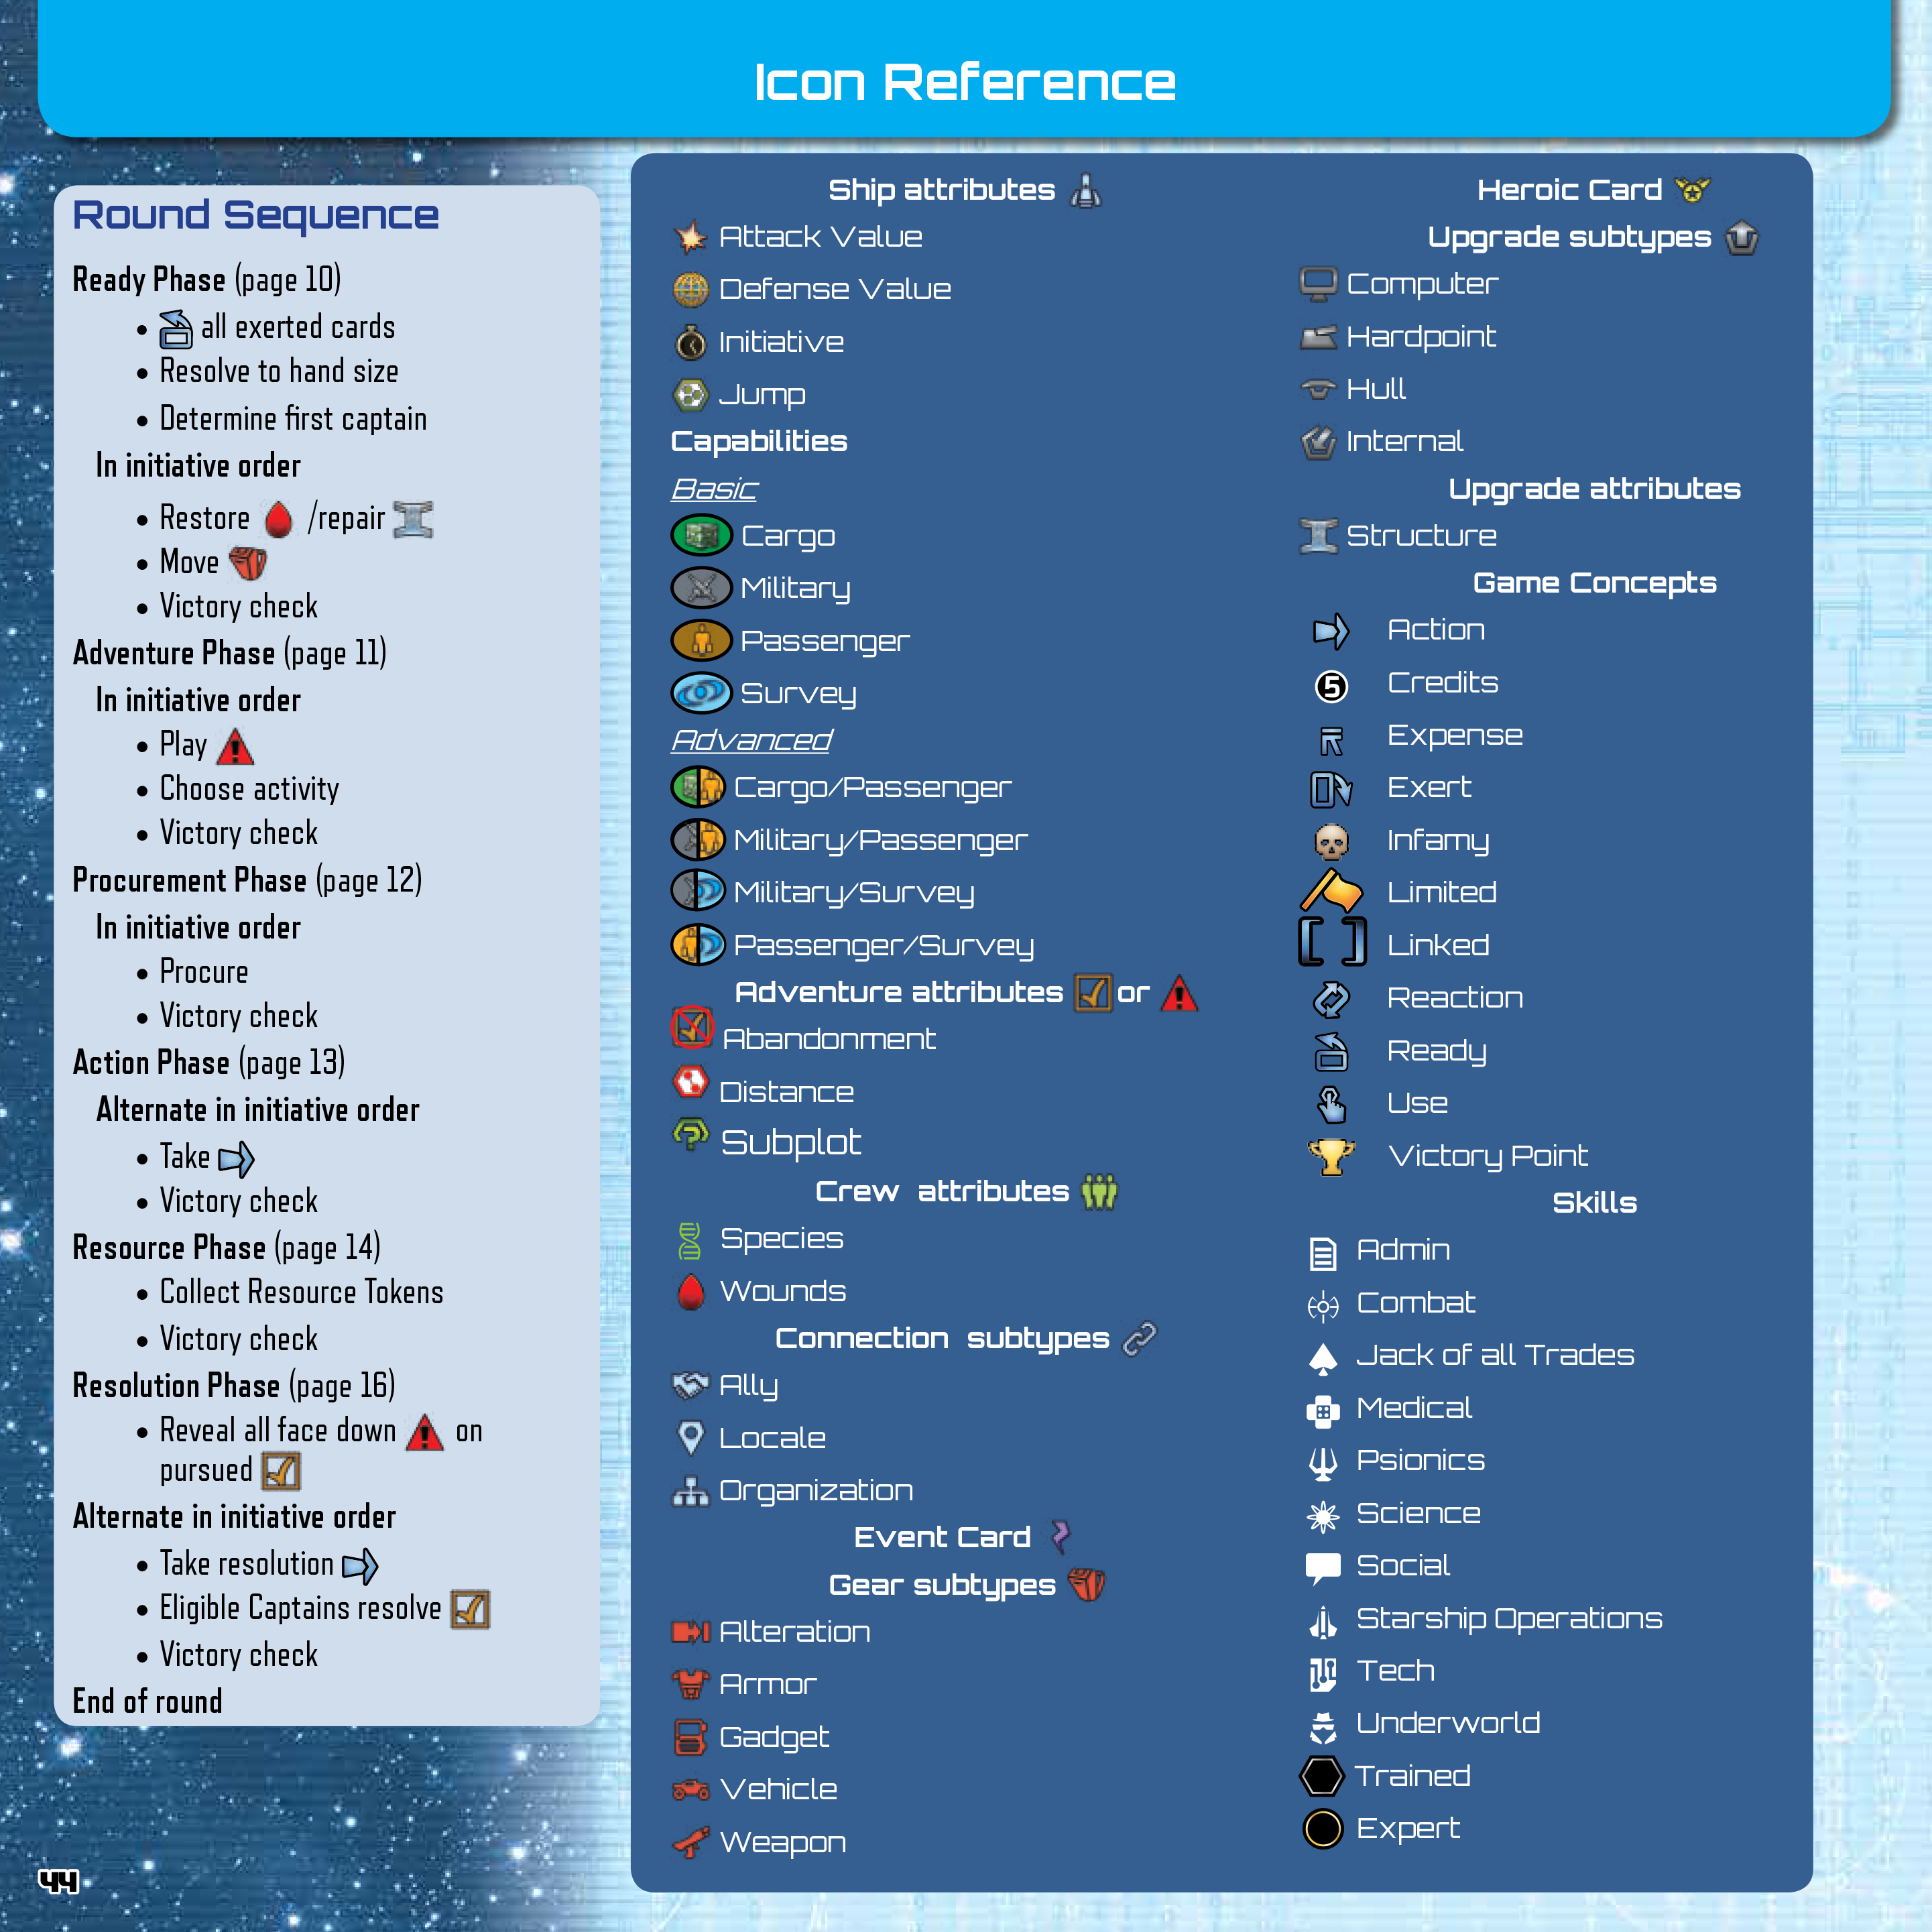 Icon Reference
Round Sequence
Ready Phase (page 10)
• all exerted cards
• Resolve to hand size
• Determine first captain
In initiative order
• Restore /repair
• Move
• Victory check
Adventure Phase (page 11)
In initiative order
• Play
• Choose activity
• Victory check
Procurement Phase (page 12)
In initiative order
• Procure
• Victory check
Action Phase (page 13)
Alternate in initiative order
• Take
• Victory check
Resource Phase (page 14)
• Collect Resource Tokens
• Victory check
Resolution Phase (page 16)
• Reveal all face down on
pursued
Alternate in initiative order
• Take resolution
• Eligible Captains resolve
• Victory check
End of round
Ship attributes
Attack Value
Defense Value
Initiative
Jump
Capabilities
Basic
Cargo
Military
Passenger
Survey
Advanced
Cargo/Passenger
Military/Passenger
Military/Survey
Passenger/Survey
Adventure attributes or
Abandonment
Distance
Subplot
Crew attributes
Species
Wounds
Connection subtypes
Ally
Locale
Organization
Event Card
Gear subtypes
Alteration
Armor
Gadget
Vehicle
Weapon
Heroic Card
Upgrade subtypes
Computer
Hardpoint
Hull
Internal
Upgrade attributes
Structure
Game Concepts
Action
5 Credits
Expense
Exert
Infamy
Limited
[ ] Linked
Reaction
Ready
Use
Victory Point
Skills
Admin
Combat
Jack of all Trades
Medical
Psionics
Science
Social
Starship Operations
Tech
Underworld
Trained
Expert
44